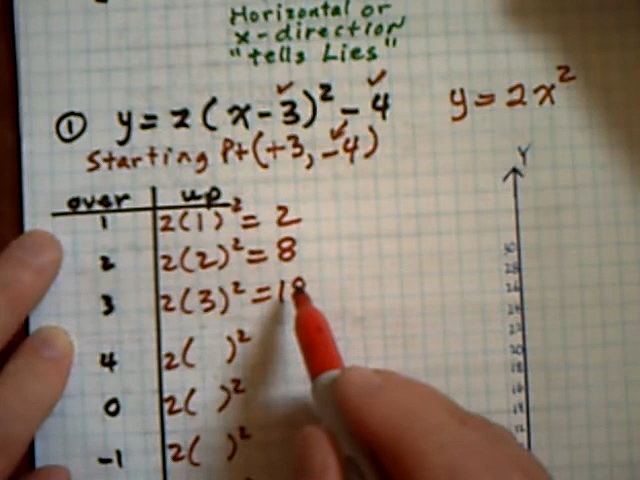 Horizontal or
x-direction
"tells Lies"
① y = 2(x-3)² - 4
y = 2x²
Starting Pt (+3, -4)
over up
1 2(1)² = 2
2 2(2)² = 8
3 2(3)² = 18
4 2( )²
0 2( )²
-1 2( )²
Y